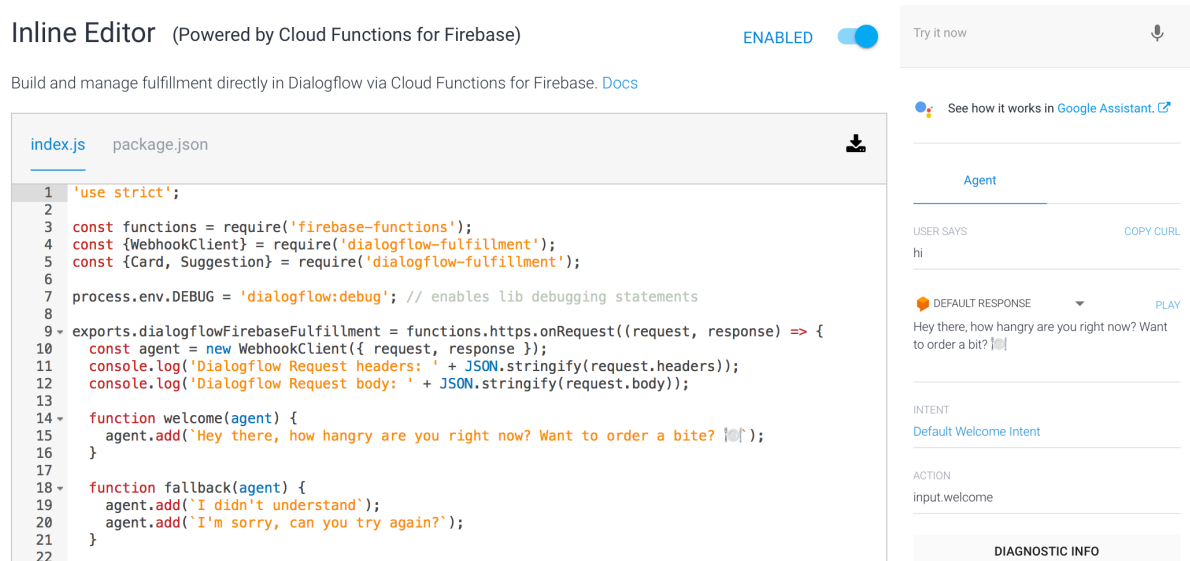 Inline Editor (Powered by Cloud Functions for Firebase)
ENABLED
Build and manage fulfillment directly in Dialogflow via Cloud Functions for Firebase. Docs
index.js package.json
1 'use strict';
2
3 const functions = require('firebase-functions');
4 const {WebhookClient} = require('dialogflow-fulfillment');
5 const {Card, Suggestion} = require('dialogflow-fulfillment');
6
7 process.env.DEBUG = 'dialogflow:debug'; // enables lib debugging statements
8
9 exports.dialogflowFirebaseFulfillment = functions.https.onRequest((request, response) => {
10 const agent = new WebhookClient({ request, response });
11 console.log('Dialogflow Request headers: ' + JSON.stringify(request.headers));
12 console.log('Dialogflow Request body: ' + JSON.stringify(request.body));
13
14 function welcome(agent) {
15 agent.add(`Hey there, how hangry are you right now? Want to order a bite? 🍽`);
16 }
17
18 function fallback(agent) {
19 agent.add(`I didn't understand`);
20 agent.add(`I'm sorry, can you try again?`);
21 }
22
Try it now
See how it works in Google Assistant.
Agent
USER SAYS COPY CURL
hi
DEFAULT RESPONSE PLAY
Hey there, how hangry are you right now? Want
to order a bit? 🍽
INTENT
Default Welcome Intent
ACTION
input.welcome
DIAGNOSTIC INFO